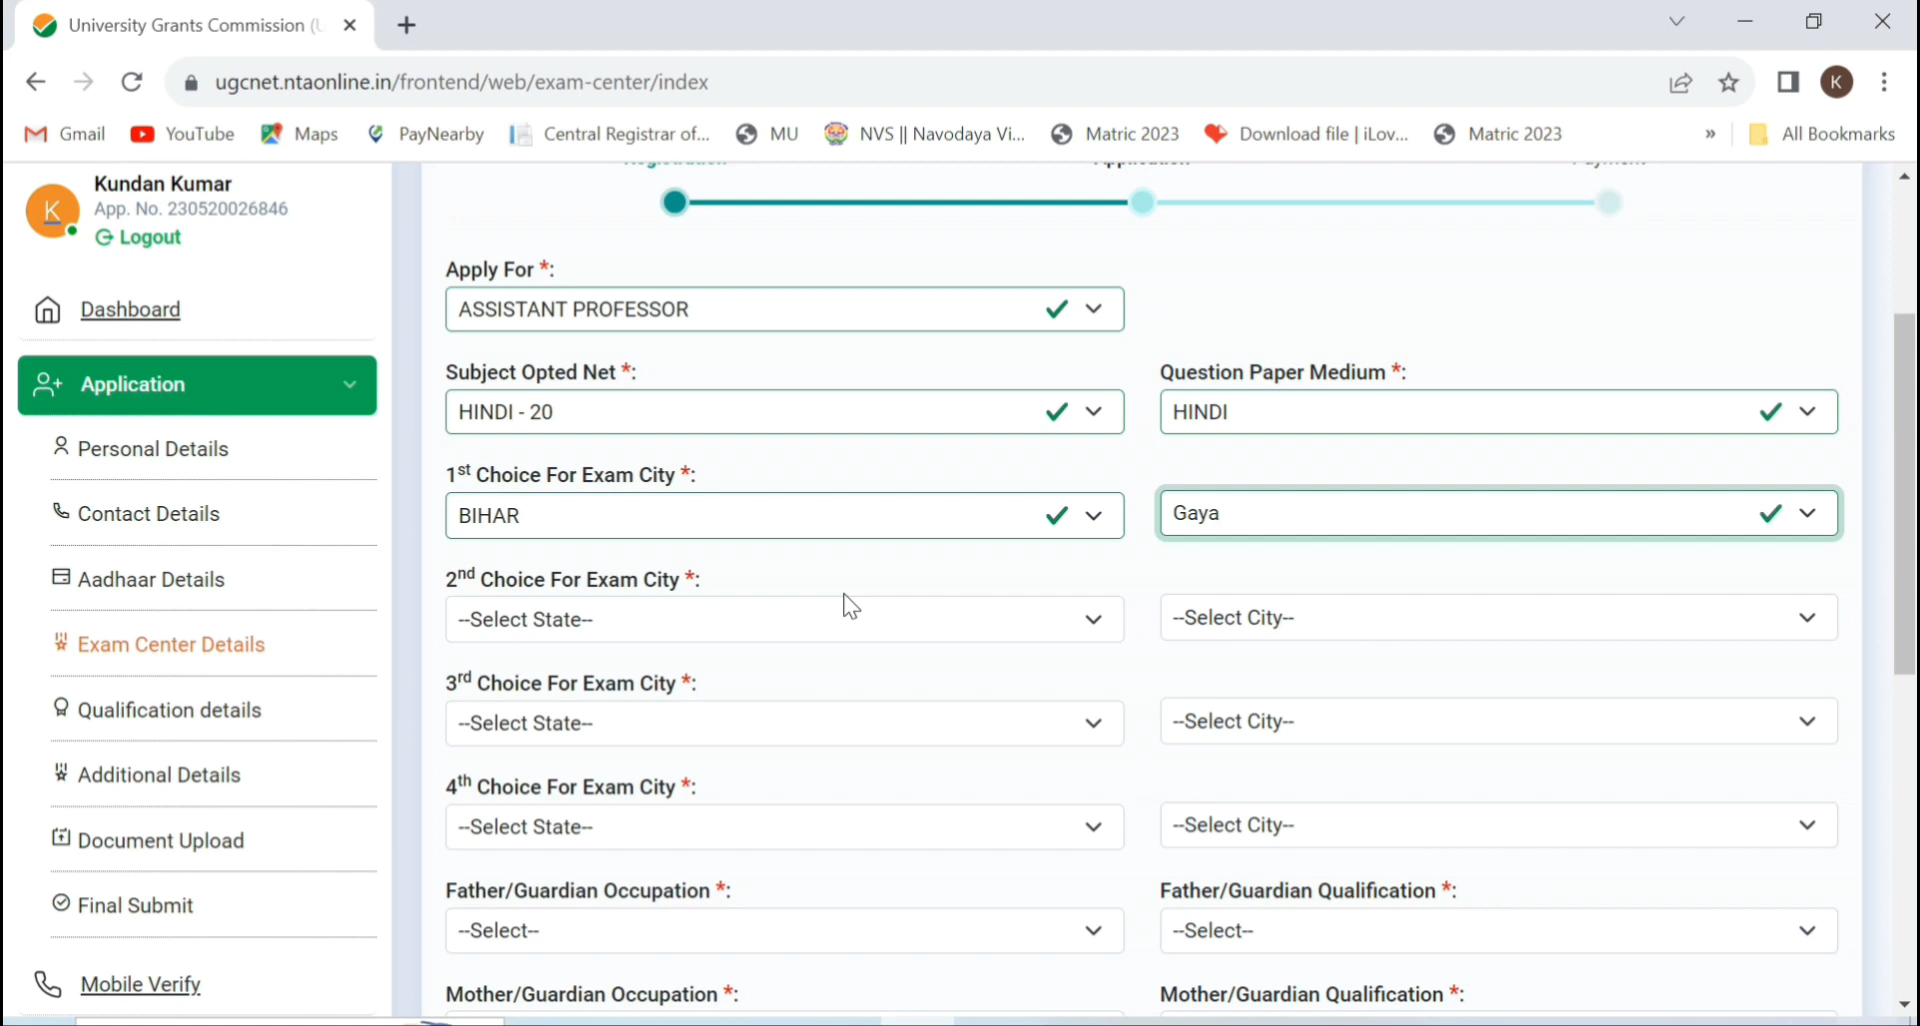 University Grants Commission (
ugcnet.ntaonline.in/frontend/web/exam-center/index
K
Gmail
YouTube
Maps
PayNearby
Central Registrar of...
MU
NVS || Navodaya Vi...
Matric 2023
Download file | iLov...
Matric 2023
»
All Bookmarks
K
Kundan Kumar
App. No. 230520026846
Logout
Dashboard
Application
Personal Details
Contact Details
Aadhaar Details
Exam Center Details
Qualification details
Additional Details
Document Upload
Final Submit
Mobile Verify
Registration
Application
Payment
Apply For *:
ASSISTANT PROFESSOR
Subject Opted Net *:
Question Paper Medium *:
HINDI - 20
HINDI
1st Choice For Exam City *:
BIHAR
Gaya
2nd Choice For Exam City *:
--Select State--
--Select City--
3rd Choice For Exam City *:
--Select State--
--Select City--
4th Choice For Exam City *:
--Select State--
--Select City--
Father/Guardian Occupation *:
Father/Guardian Qualification *:
--Select--
--Select--
Mother/Guardian Occupation *:
Mother/Guardian Qualification *: